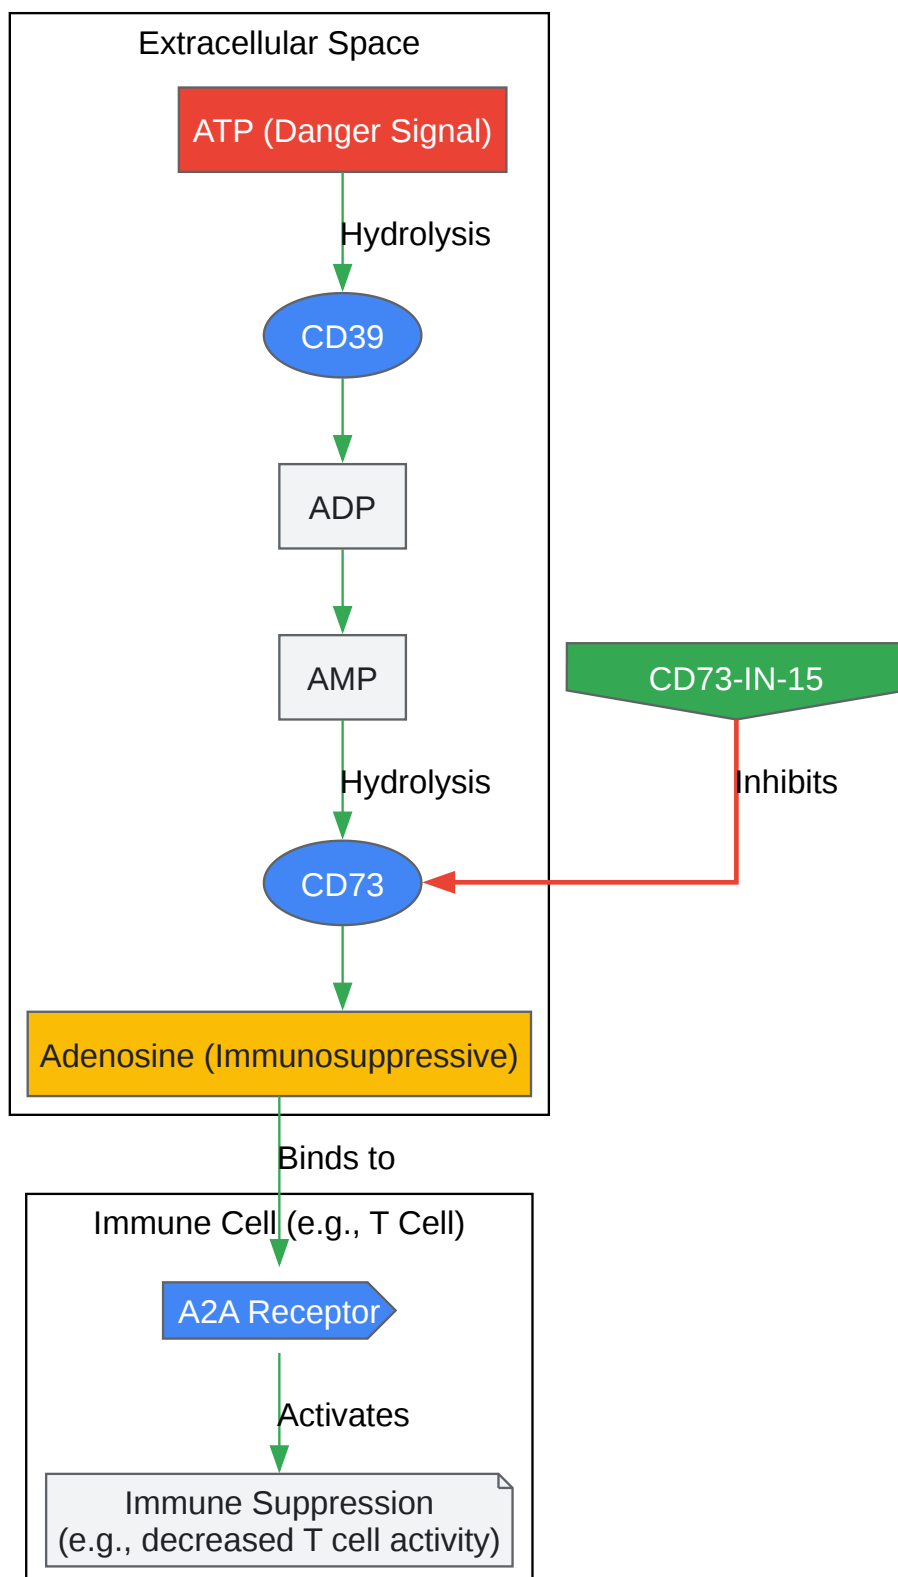 Extracellular Space
ATP (Danger Signal)
Hydrolysis
CD39
ADP
AMP
CD73-IN-15
Hydrolysis
Inhibits
CD73
Adenosine (Immunosuppressive)
Binds to
Immune Cell (e.g., T Cell)
A2A Receptor
Activates
Immune Suppression
(e.g., decreased T cell activity)